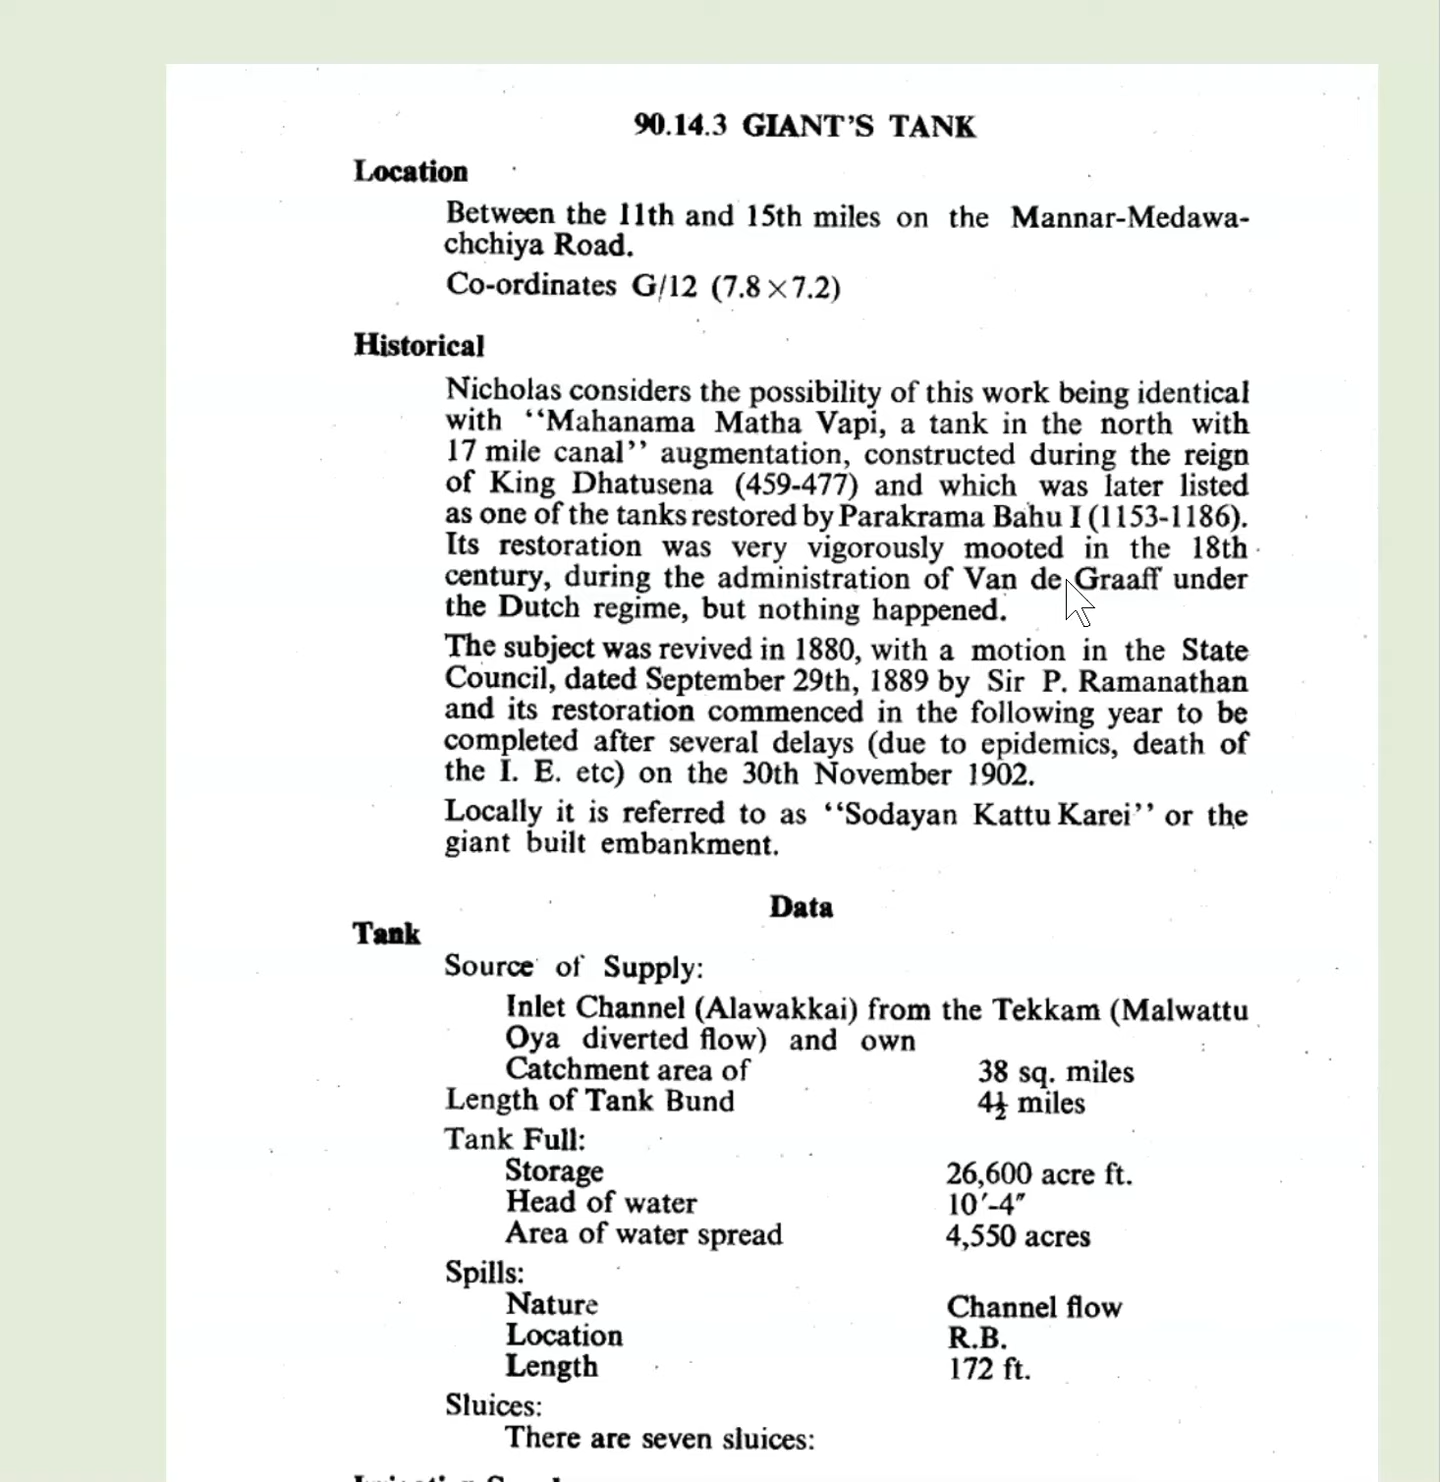 90.14.3 GIANT'S TANK
Location
Between the 11th and 15th miles on the Mannar-Medawa-
chchiya Road.
Co-ordinates G/12 (7.8×7.2)
Historical
Nicholas considers the possibility of this work being identical
with "Mahanama Matha Vapi, a tank in the north with
17 mile canal" augmentation, constructed during the reign
of King Dhatusena (459-477) and which was later listed
as one of the tanks restored by Parakrama Bahu I (1153-1186).
Its restoration was very vigorously mooted in the 18th
century, during the administration of Van de Graaff under
the Dutch regime, but nothing happened.
The subject was revived in 1880, with a motion in the State
Council, dated September 29th, 1889 by Sir P. Ramanathan
and its restoration commenced in the following year to be
completed after several delays (due to epidemics, death of
the I. E. etc) on the 30th November 1902.
Locally it is referred to as "Sodayan Kattu Karei" or the
giant built embankment.
Data
Tank
Source of Supply:
Inlet Channel (Alawakkai) from the Tekkam (Malwattu
Oya diverted flow) and own
Catchment area of 38 sq. miles
Length of Tank Bund 4½ miles
Tank Full:
Storage 26,600 acre ft.
Head of water 10′-4″
Area of water spread 4,550 acres
Spills:
Nature Channel flow
Location R.B.
Length 172 ft.
Sluices:
There are seven sluices: